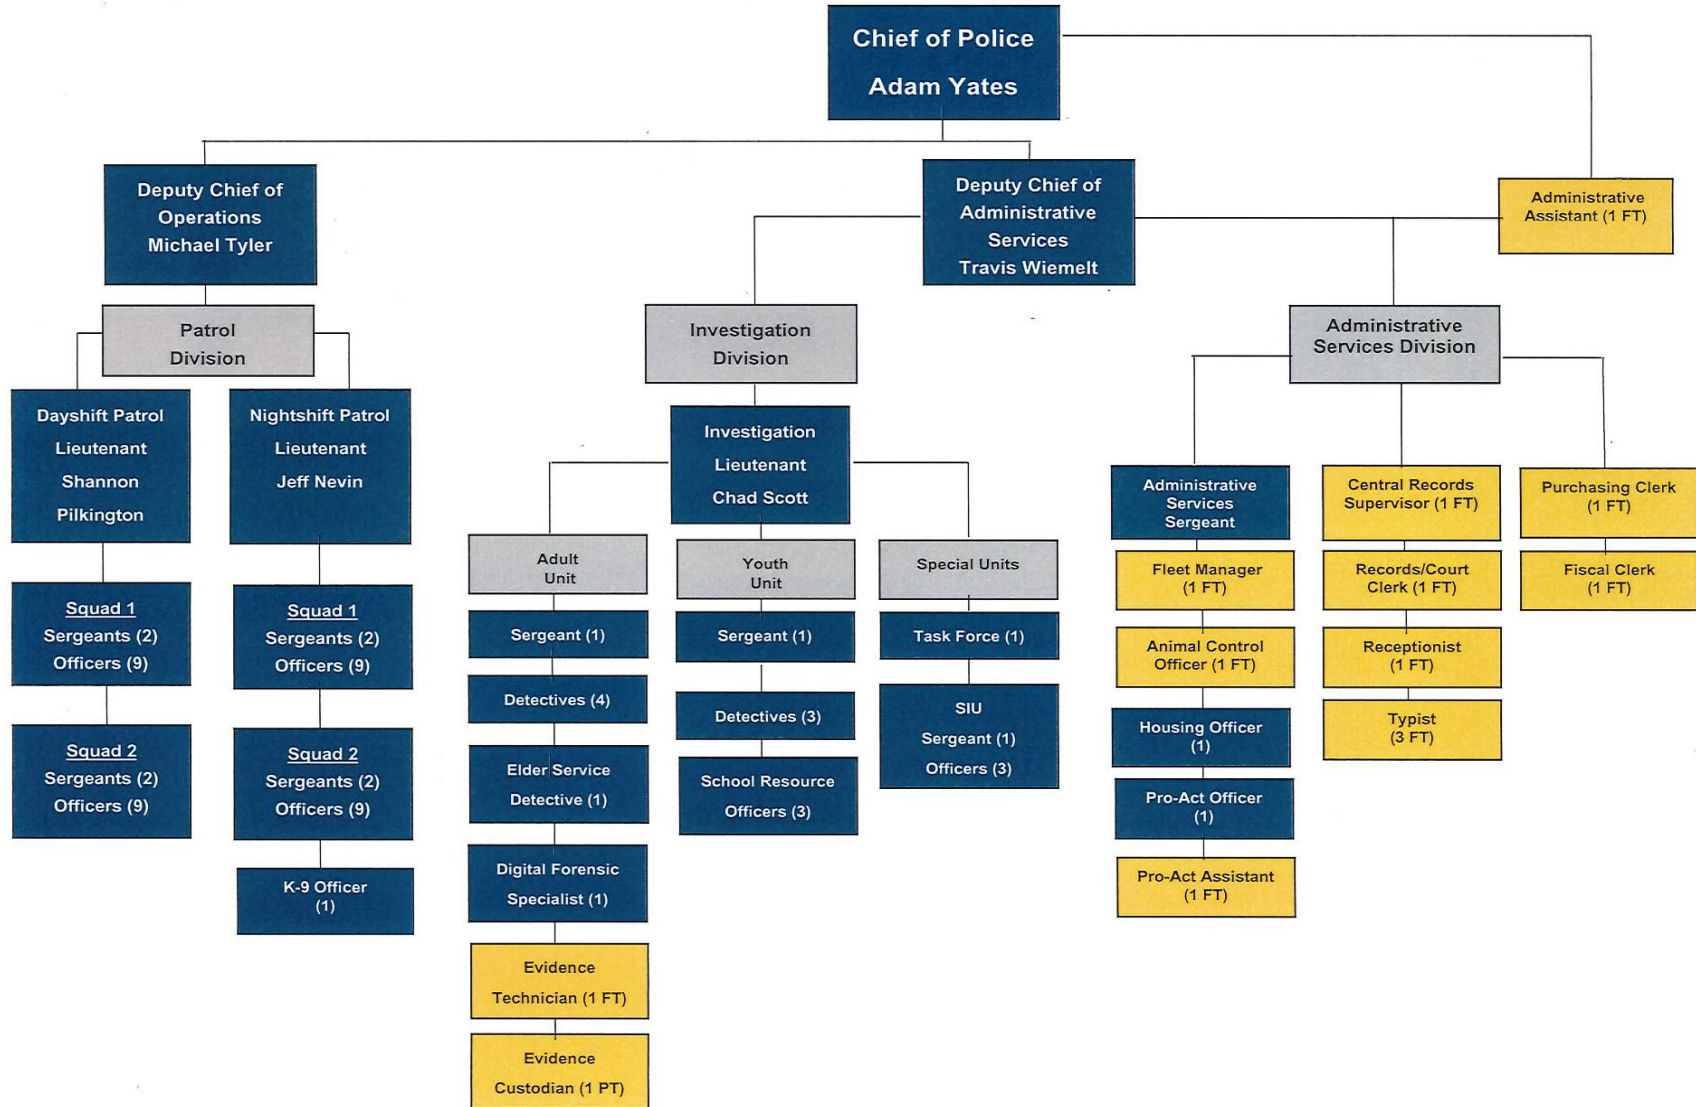 Chief of Police
Adam Yates
Deputy Chief of
Operations
Michael Tyler
Deputy Chief of
Administrative
Services
Travis Wiemelt
Administrative
Assistant (1 FT)
Patrol
Division
Dayshift Patrol
Lieutenant
Shannon
Pilkington
Squad 1
Sergeants (2)
Officers (9)
Squad 2
Sergeants (2)
Officers (9)
Nightshift Patrol
Lieutenant
Jeff Nevin
Squad 1
Sergeants (2)
Officers (9)
Squad 2
Sergeants (2)
Officers (9)
K-9 Officer
(1)
Investigation
Division
Investigation
Lieutenant
Chad Scott
Adult
Unit
Sergeant (1)
Detectives (4)
Elder Service
Detective (1)
Digital Forensic
Specialist (1)
Evidence
Technician (1 FT)
Evidence
Custodian (1 PT)
Youth
Unit
Sergeant (1)
Detectives (3)
School Resource
Officers (3)
Special Units
Task Force (1)
SIU
Sergeant (1)
Officers (3)
Administrative
Services Division
Administrative
Services
Sergeant
Fleet Manager
(1 FT)
Animal Control
Officer (1 FT)
Housing Officer
(1)
Pro-Act Officer
(1)
Pro-Act Assistant
(1 FT)
Central Records
Supervisor (1 FT)
Records/Court
Clerk (1 FT)
Receptionist
(1 FT)
Typist
(3 FT)
Purchasing Clerk
(1 FT)
Fiscal Clerk
(1 FT)